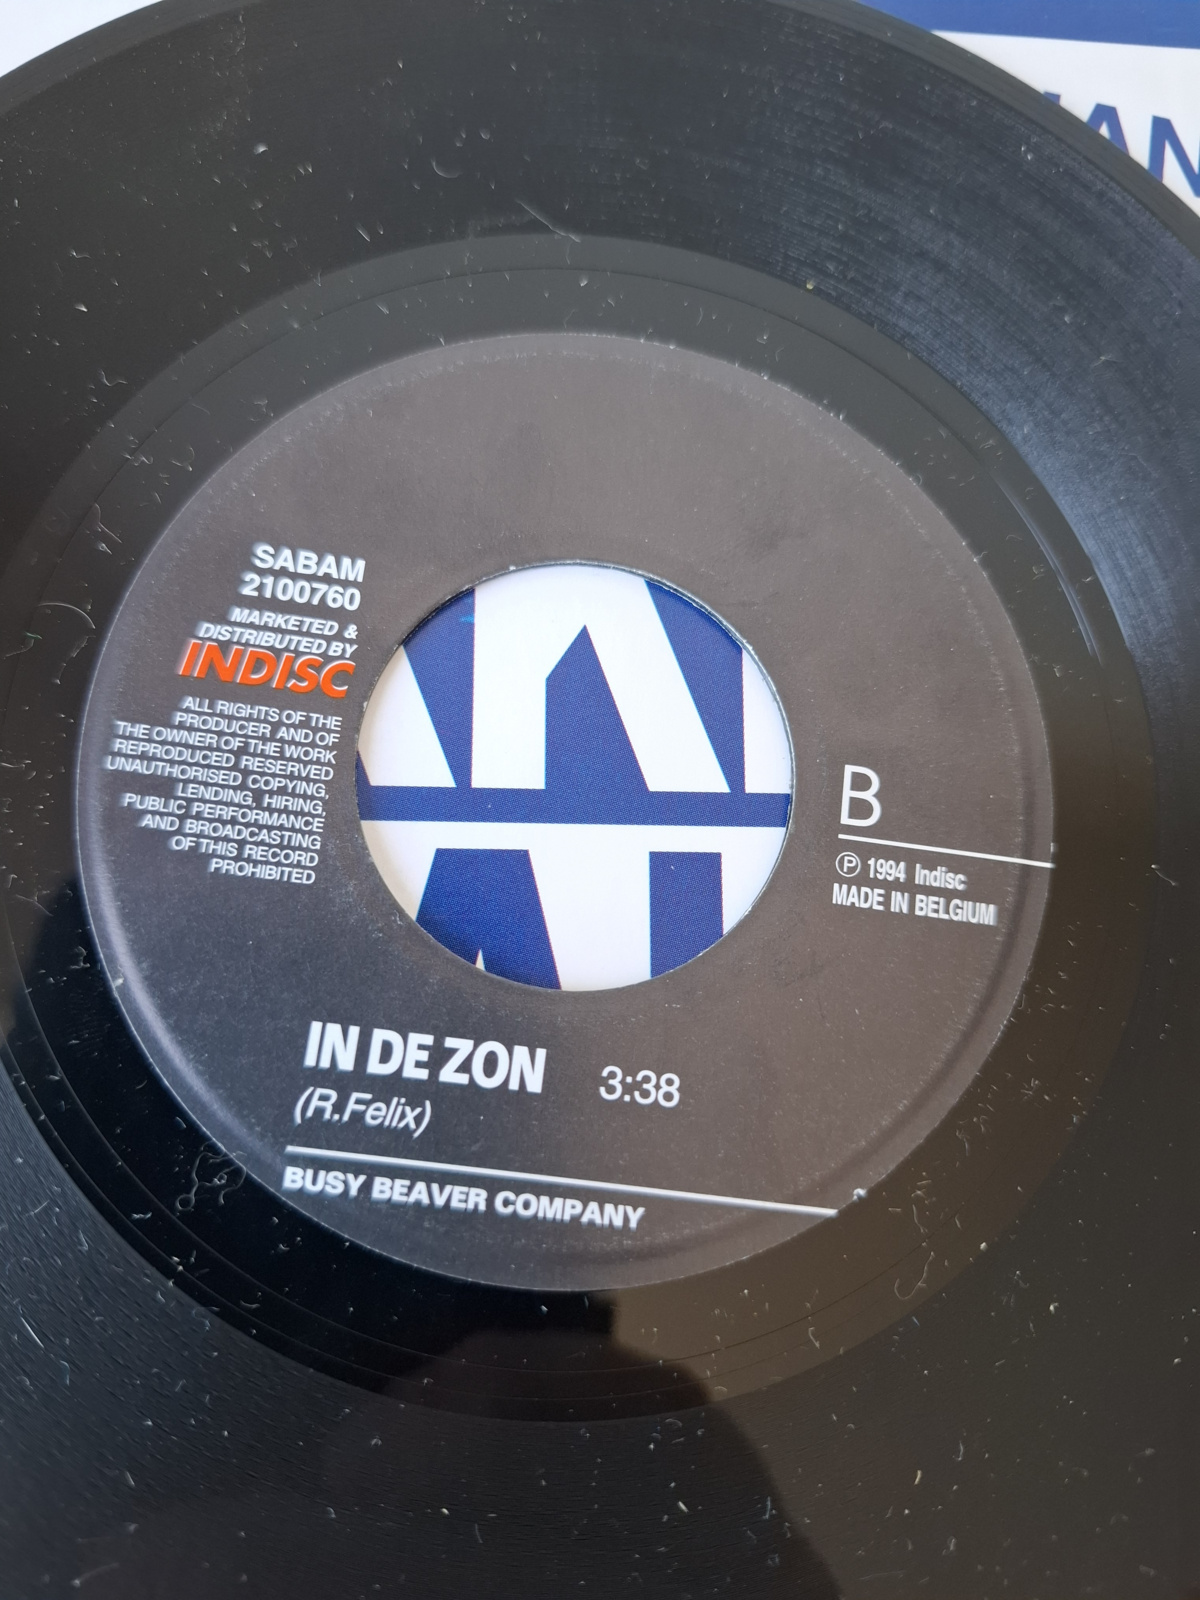 SABAM
2100760
MARKETED &
DISTRIBUTED BY
INDISC
ALL RIGHTS OF THE
PRODUCER AND OF
THE OWNER OF THE WORK
REPRODUCED RESERVED
UNAUTHORISED COPYING,
LENDING, HIRING,
PUBLIC PERFORMANCE
AND BROADCASTING
OF THIS RECORD
PROHIBITED
B
Ⓟ 1994 Indisc
MADE IN BELGIUM
IN DE ZON 3:38
(R.Felix)
BUSY BEAVER COMPANY